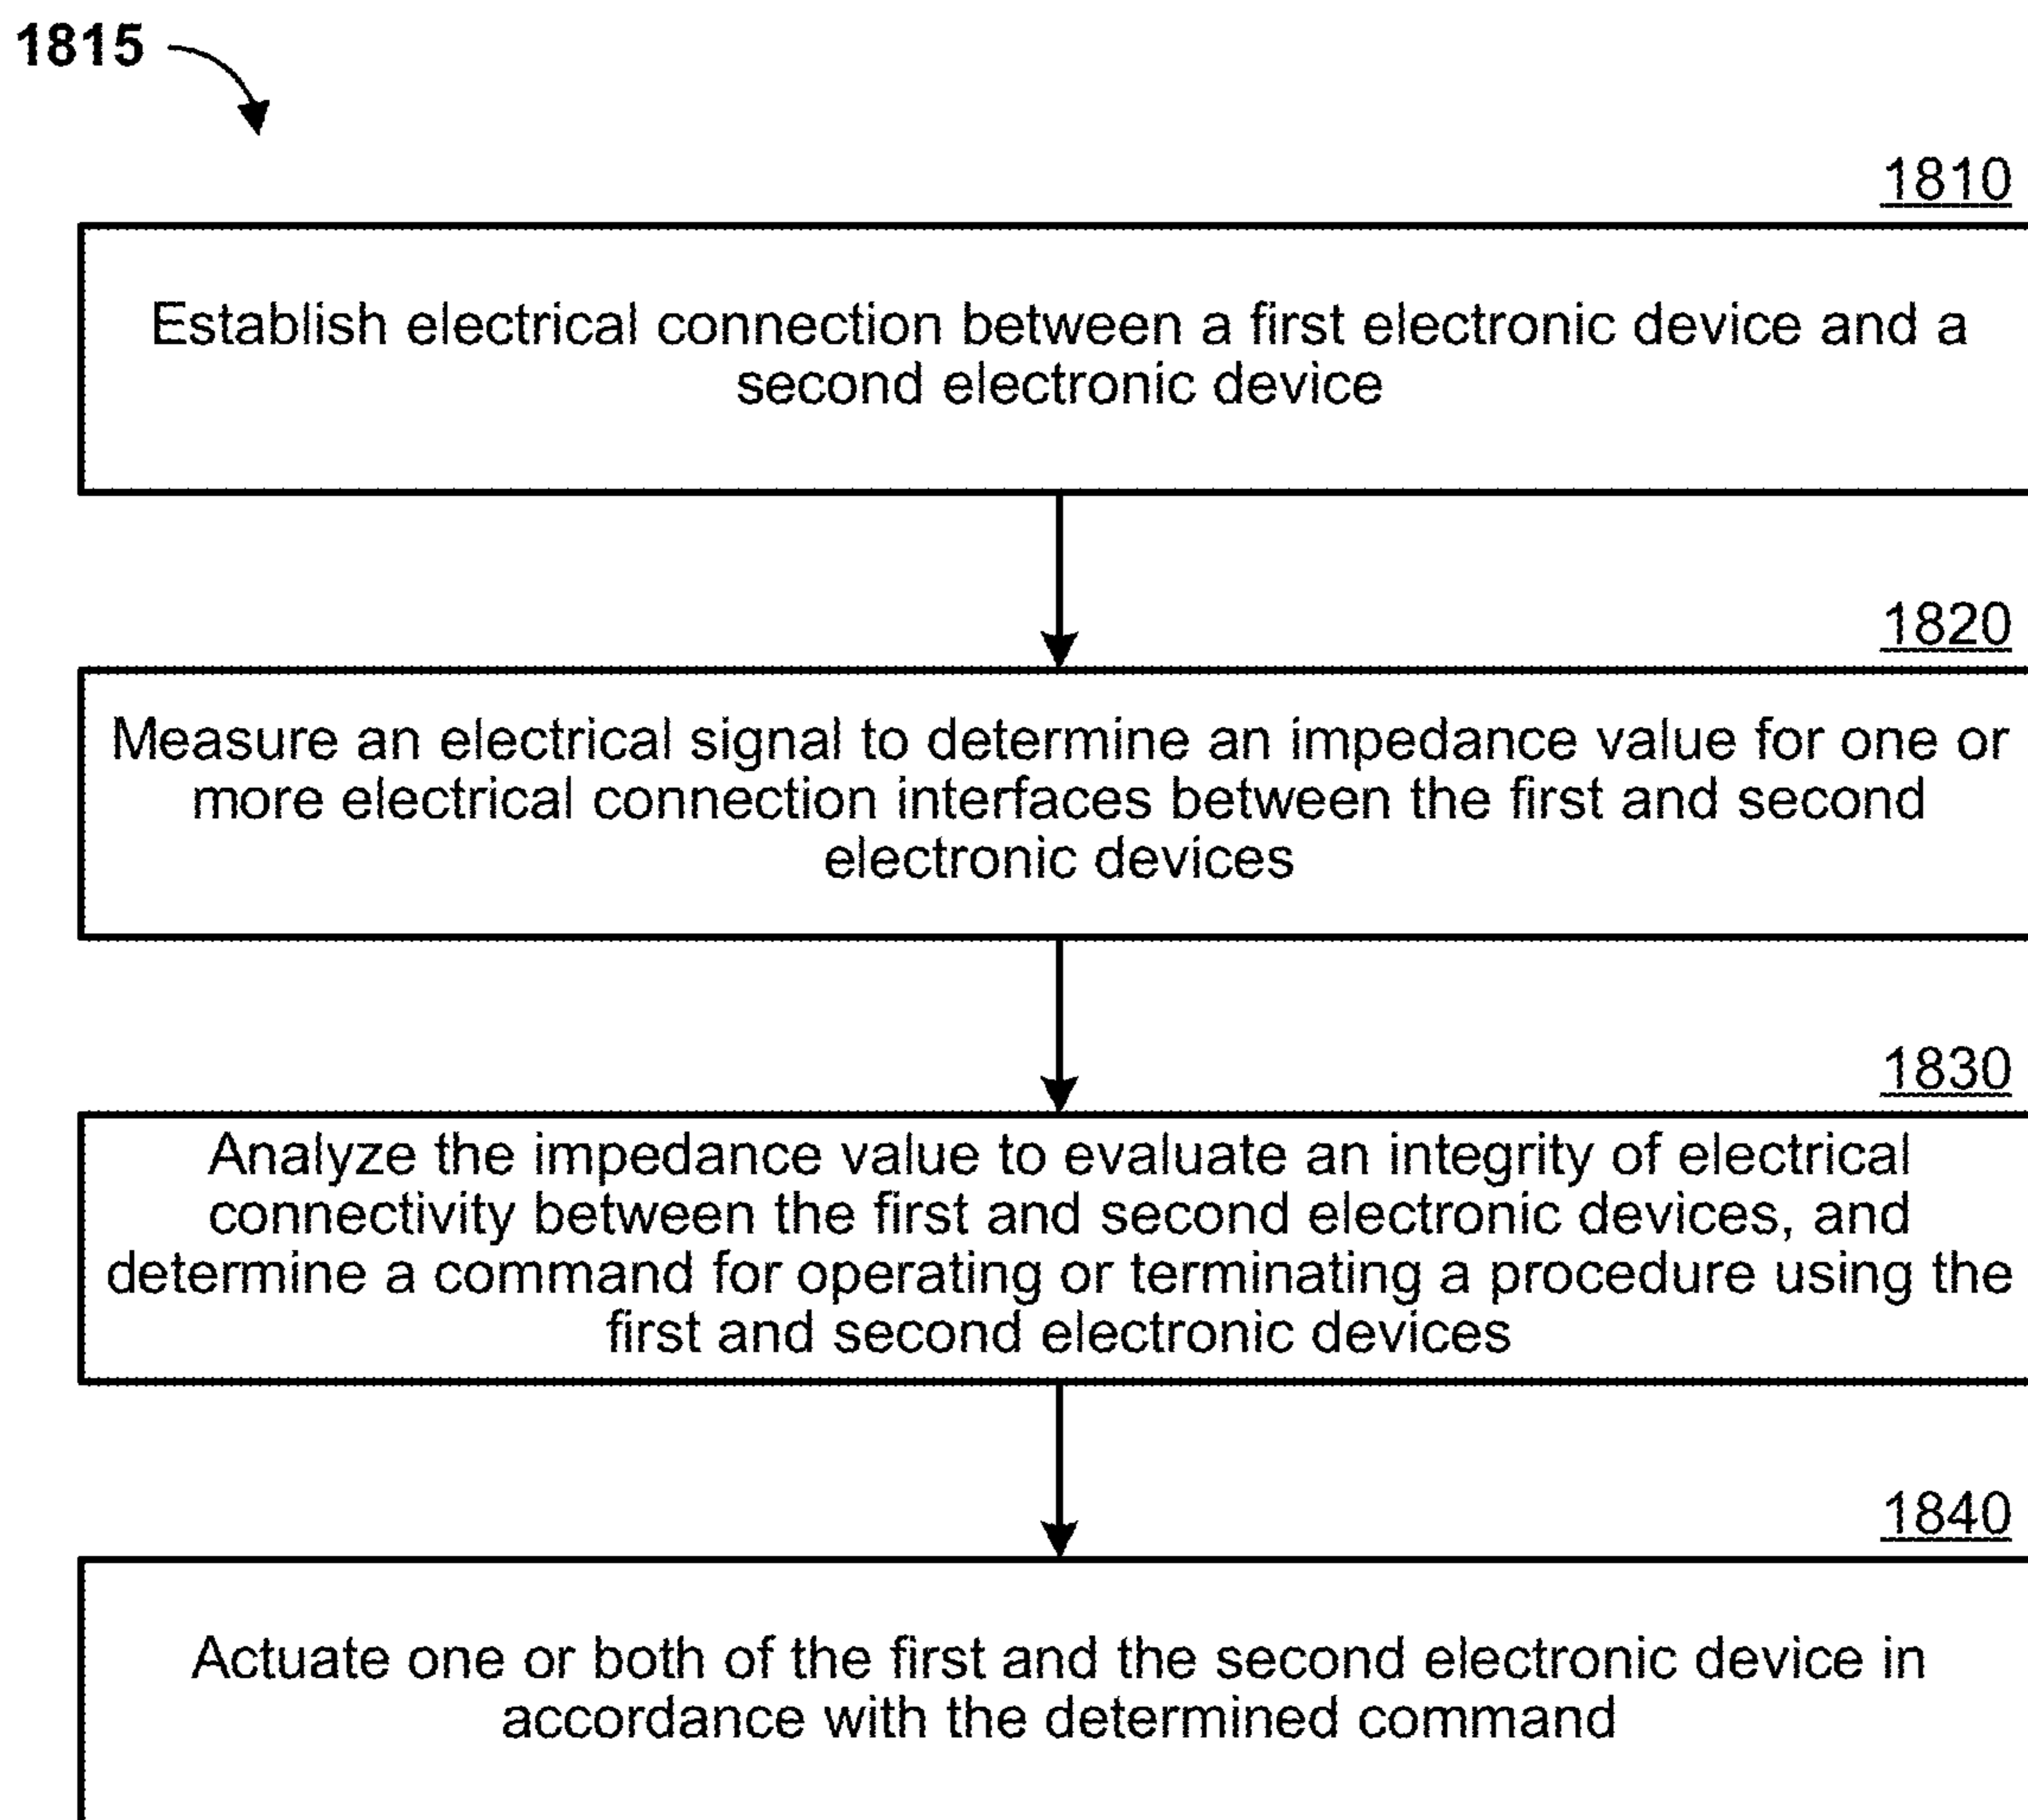 1815
1810
Establish electrical connection between a first electronic device and a
second electronic device
1820
Measure an electrical signal to determine an impedance value for one or
more electrical connection interfaces between the first and second
electronic devices
1830
Analyze the impedance value to evaluate an integrity of electrical
connectivity between the first and second electronic devices, and
determine a command for operating or terminating a procedure using the
first and second electronic devices
1840
Actuate one or both of the first and the second electronic device in
accordance with the determined command